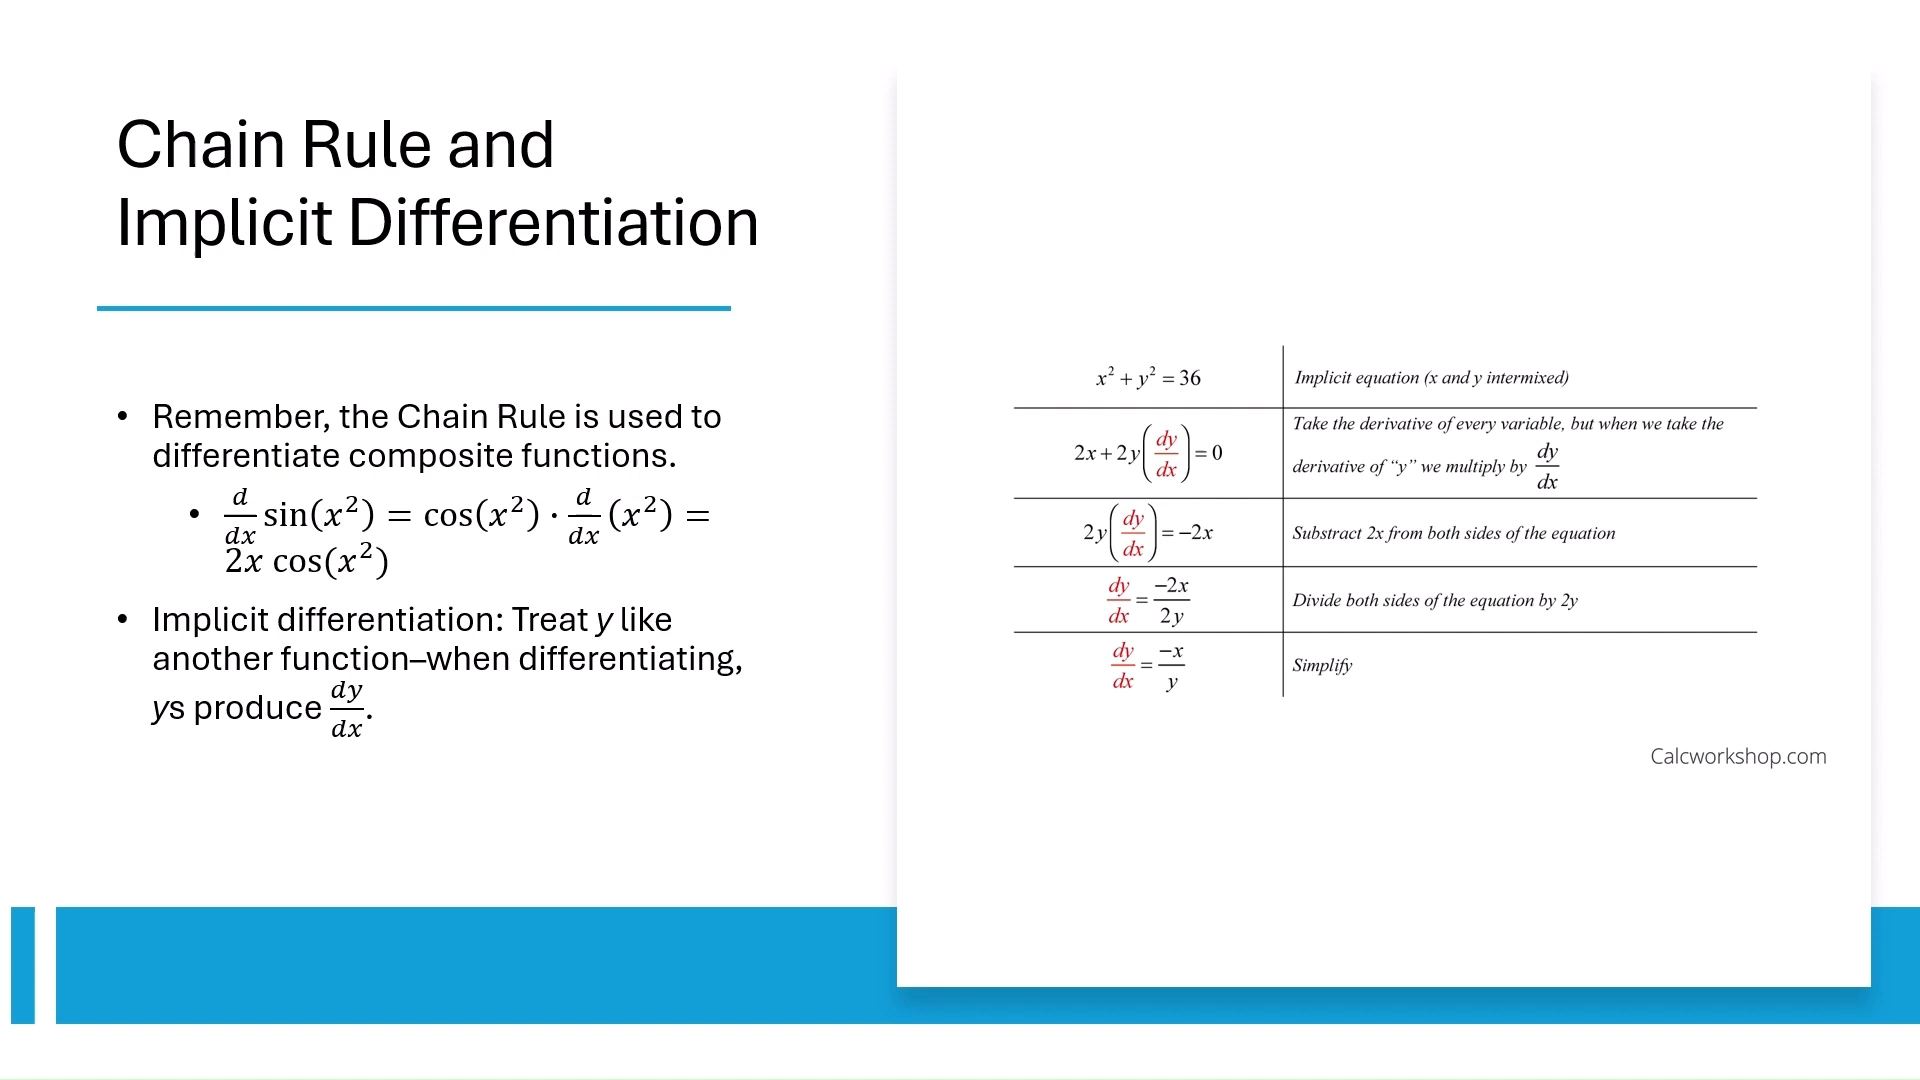 Chain Rule and
Implicit Differentiation
• Remember, the Chain Rule is used to
differentiate composite functions.
• d/dx sin(x²) = cos(x²) · d/dx (x²) =
2x cos(x²)
• Implicit differentiation: Treat y like
another function–when differentiating,
ys produce dy/dx.
x² + y² = 36 Implicit equation (x and y intermixed)
2x + 2y(dy/dx) = 0 Take the derivative of every variable, but when we take the
derivative of “y” we multiply by dy/dx
2y(dy/dx) = −2x Substract 2x from both sides of the equation
dy/dx = −2x/2y Divide both sides of the equation by 2y
dy/dx = −x/y Simplify
Calcworkshop.com